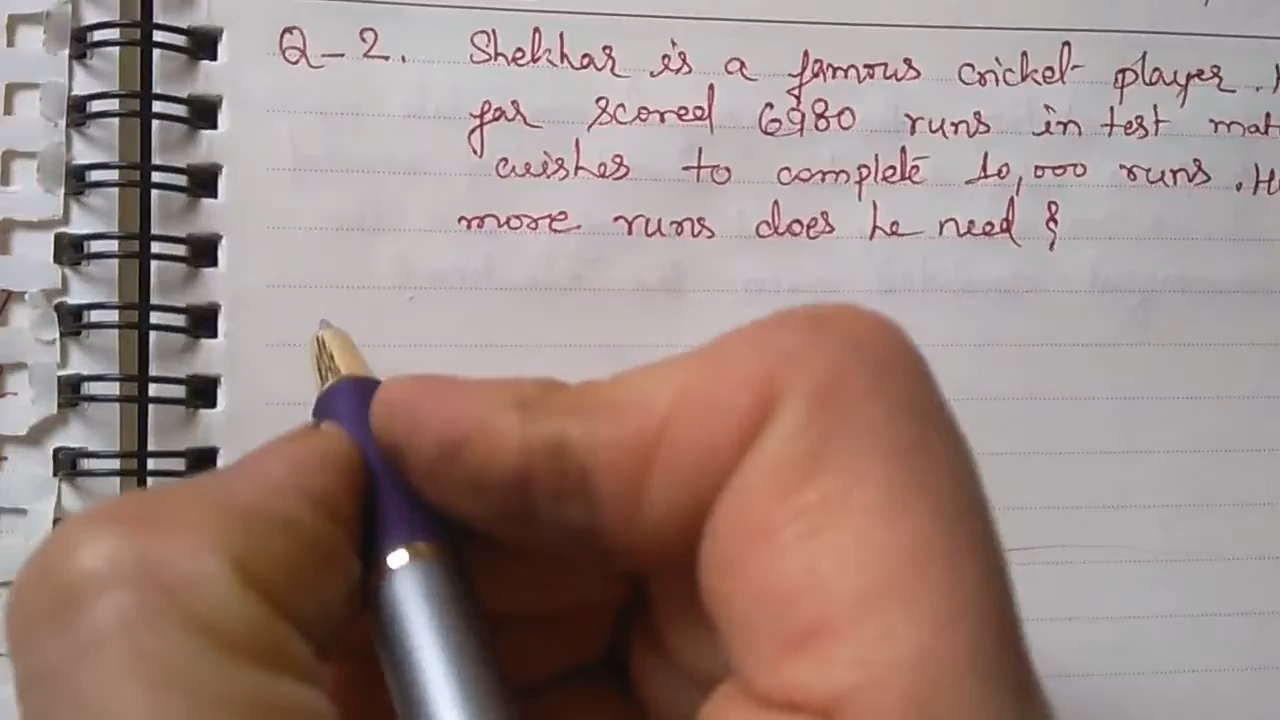 Q-2. Shekhar is a famous cricket player.
far scored 6980 runs in test mat
wishes to complete 10,000 runs. H
more runs does he need ?